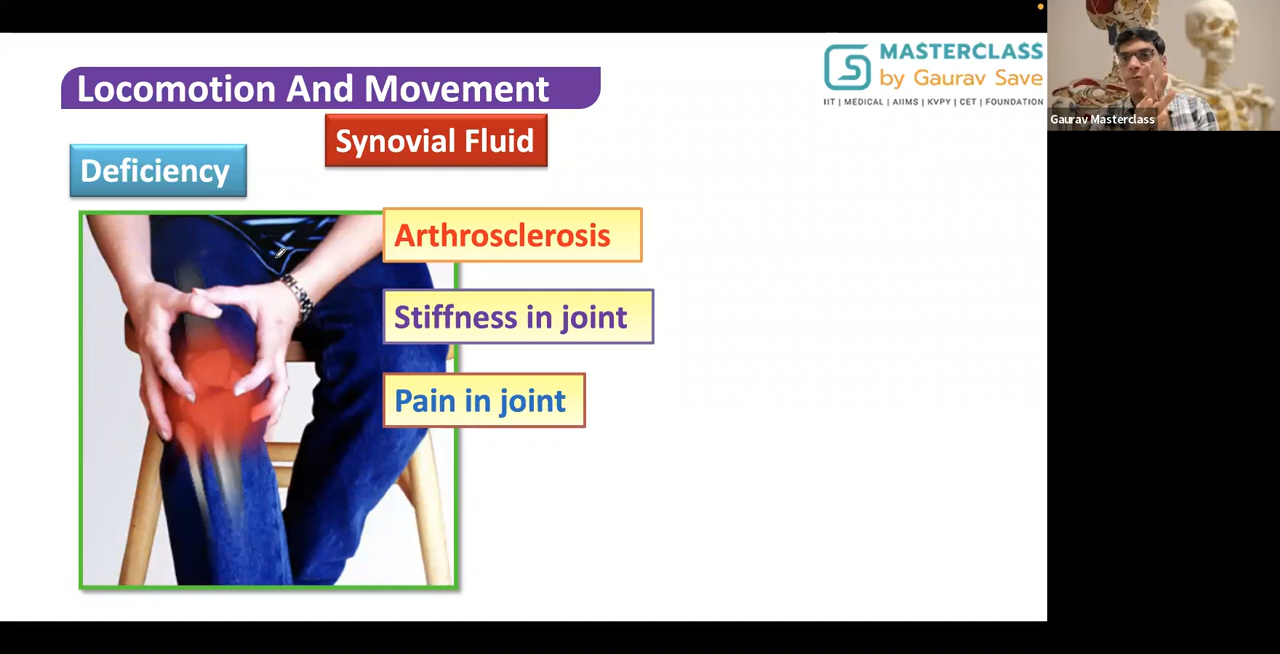 Locomotion And Movement
MASTERCLASS
by Gaurav Save
IIT | MEDICAL | AIIMS | KVPY | CET | FOUNDATION
Gaurav Masterclass
Synovial Fluid
Deficiency
Arthrosclerosis
Stiffness in joint
Pain in joint